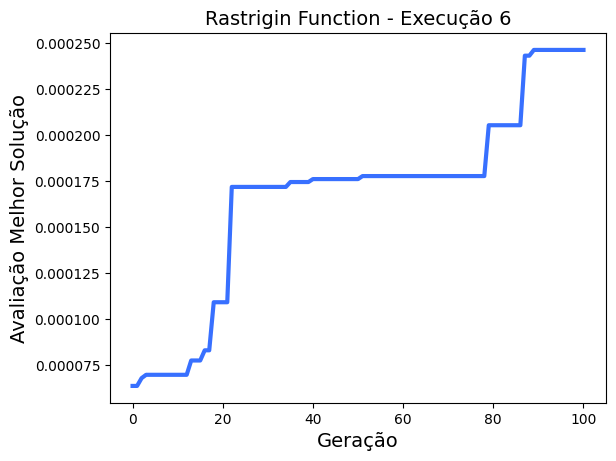 Rastrigin Function - Execução 6
Avaliação Melhor Solução
0.000250
0.000225
0.000200
0.000175
0.000150
0.000125
0.000100
0.000075
0 20 40 60 80 100
Geração